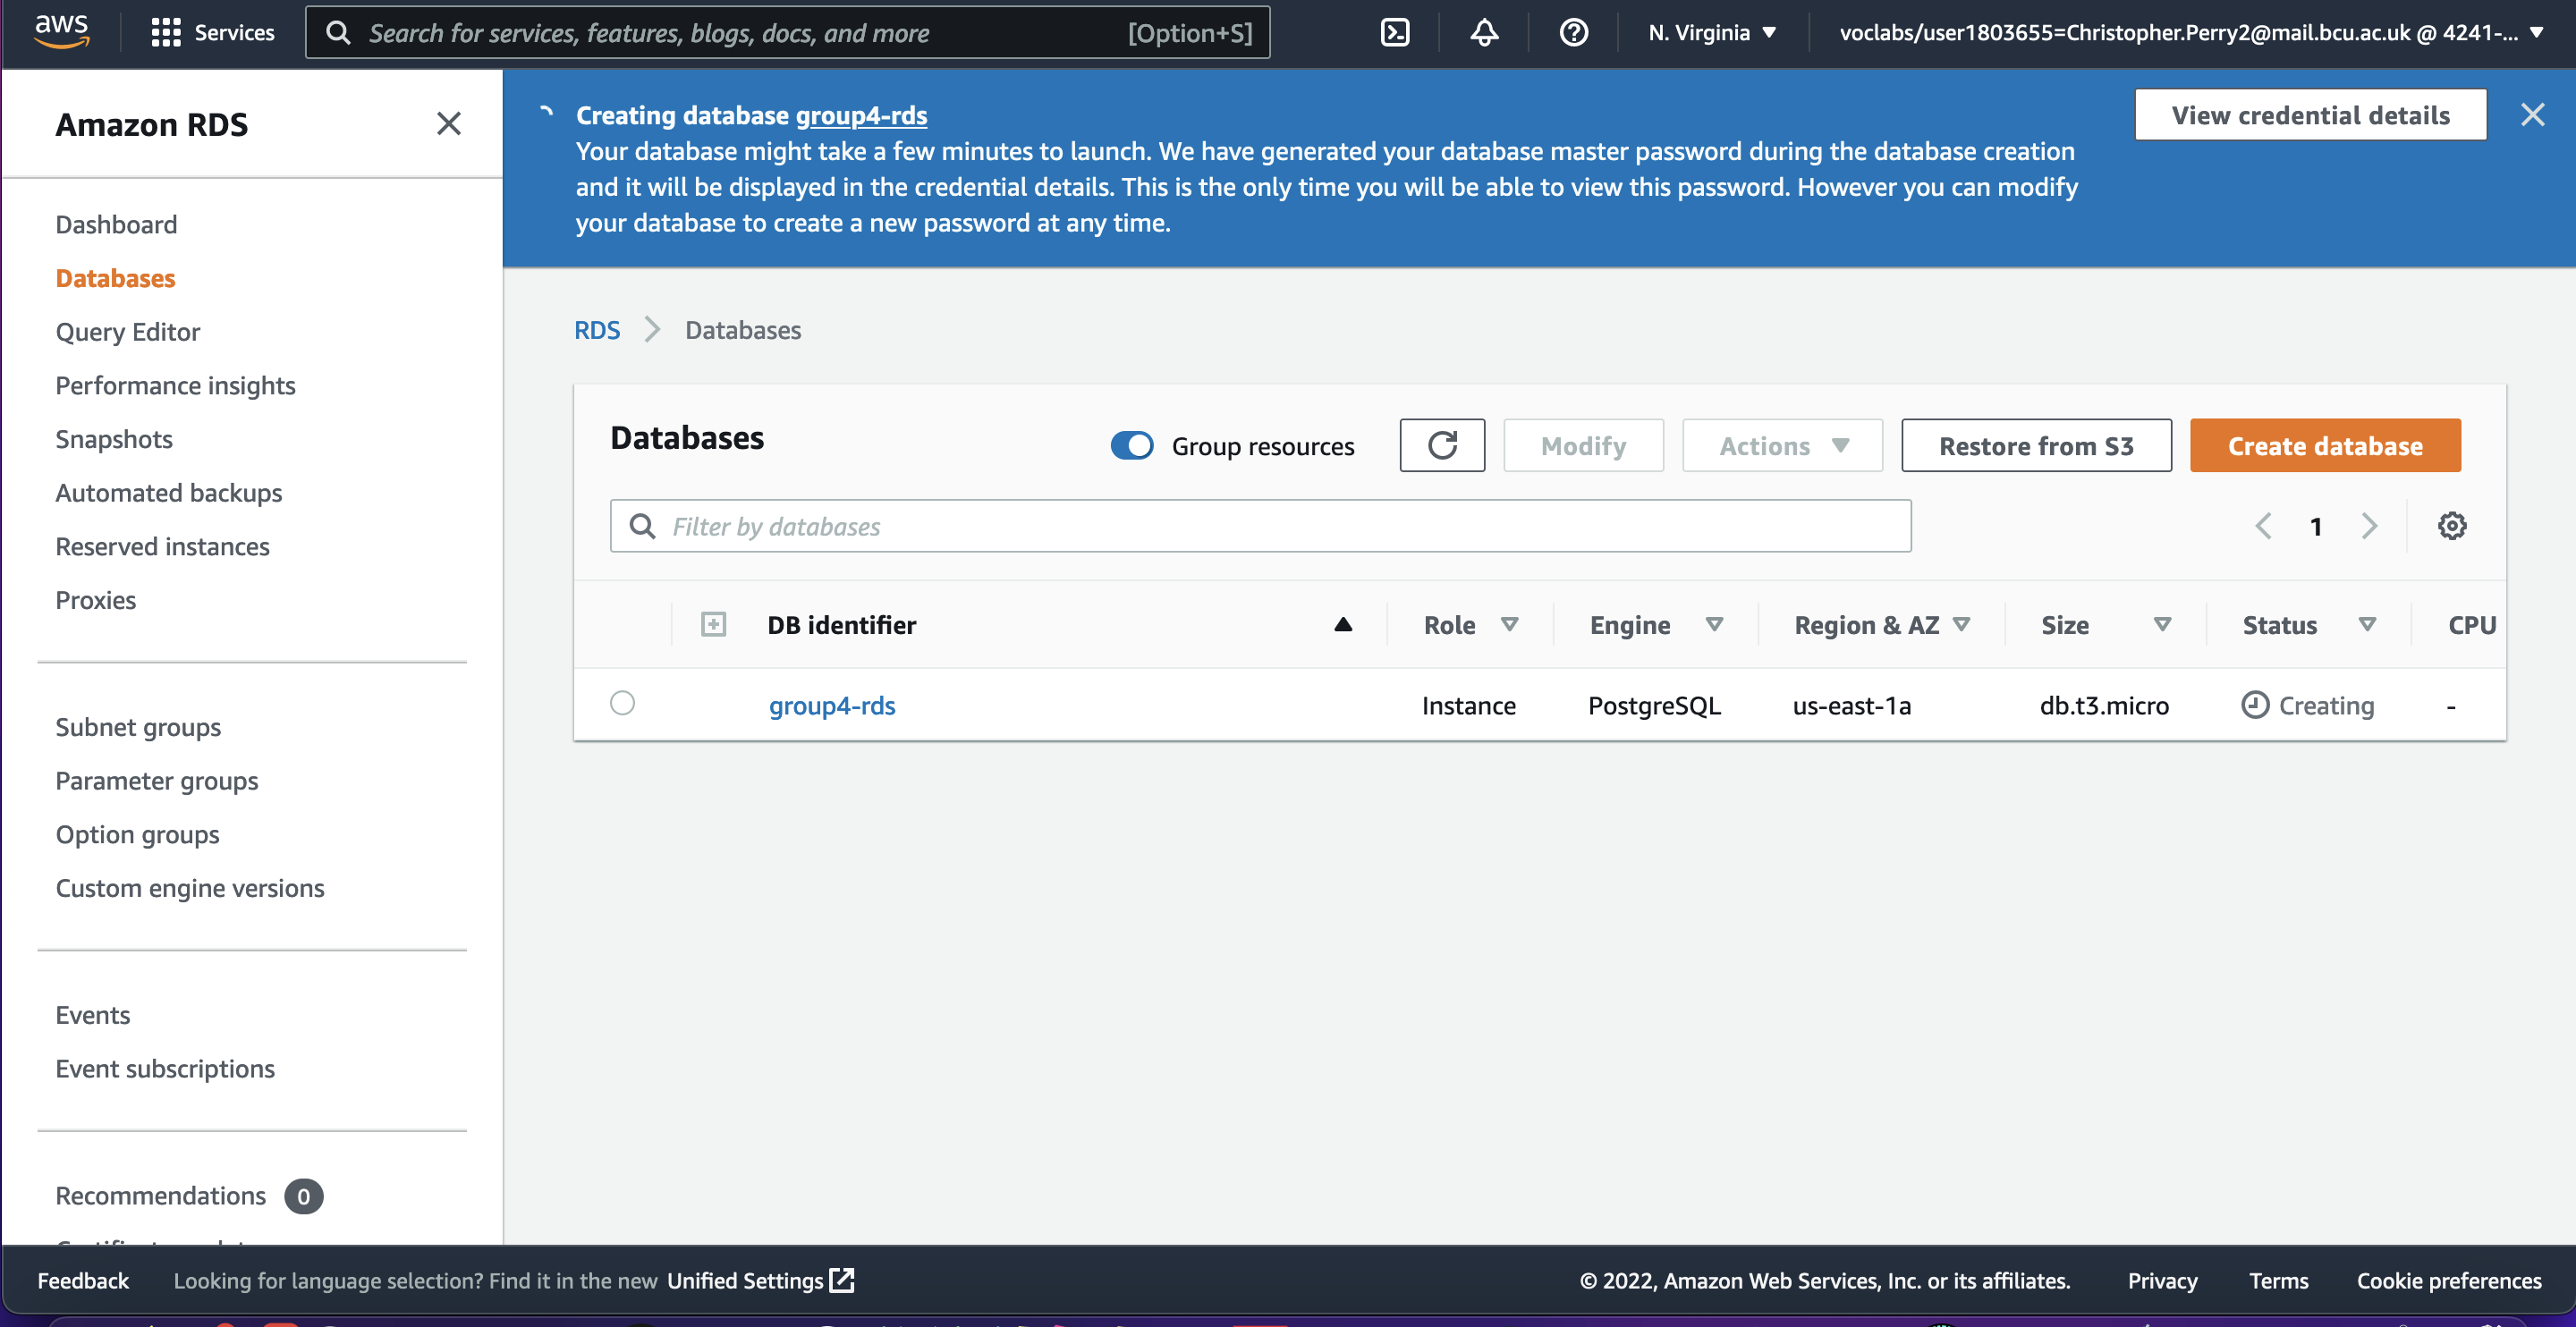 aws
Services
Search for services, features, blogs, docs, and more
[Option+S]
N. Virginia
voclabs/user1803655=Christopher.Perry2@mail.bcu.ac.uk @ 4241-...
Amazon RDS
Dashboard
Databases
Query Editor
Performance insights
Snapshots
Automated backups
Reserved instances
Proxies
Subnet groups
Parameter groups
Option groups
Custom engine versions
Events
Event subscriptions
Recommendations 0
Creating database group4-rds
Your database might take a few minutes to launch. We have generated your database master password during the database creation
and it will be displayed in the credential details. This is the only time you will be able to view this password. However you can modify
your database to create a new password at any time.
View credential details
RDS > Databases
Databases
Group resources
Modify
Actions
Restore from S3
Create database
Filter by databases
1
DB identifier Role Engine Region & AZ Size Status CPU
group4-rds Instance PostgreSQL us-east-1a db.t3.micro Creating -
Feedback Looking for language selection? Find it in the new Unified Settings
© 2022, Amazon Web Services, Inc. or its affiliates. Privacy Terms Cookie preferences